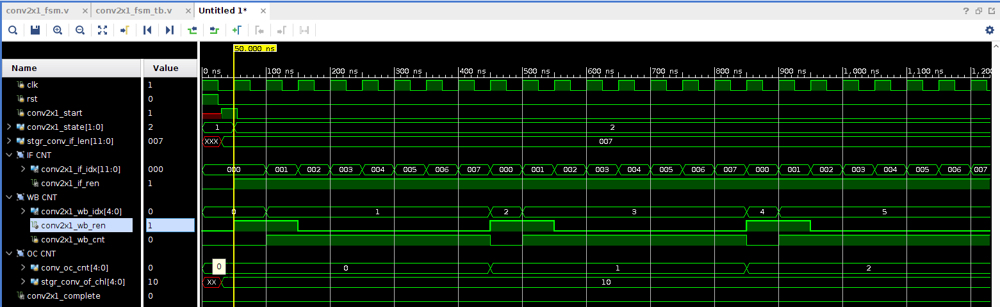 conv2x1_fsm.v × conv2x1_fsm_tb.v × Untitled 1* × ?
50.000 ns
Name Value
0 ns 100 ns 200 ns 300 ns 400 ns 500 ns 600 ns 700 ns 800 ns 900 ns 1,000 ns 1,100 ns 1,200
clk 1
rst 0
conv2x1_start 1
conv2x1_state[1:0] 2 1 2
stgr_conv_if_len[11:0] 007 XXX 007
IF CNT
conv2x1_if_idx[11:0] 000 000 001 002 003 004 005 006 007 000 001 002 003 004 005 006 007 000 001 002 003 004 005 006 007
conv2x1_if_ren 1
WB CNT
conv2x1_wb_idx[4:0] 0 0 1 2 3 4 5
conv2x1_wb_ren 1
conv2x1_wb_cnt 0
OC CNT
conv_oc_cnt[4:0] 0 0 0 1 2
stgr_conv_of_chl[4:0] 10 XX 10
conv2x1_complete 0